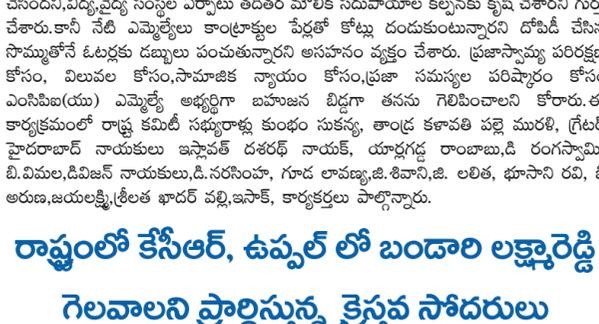 చేసిందని,విద్య,వైద్య సంస్థల ఏర్పాటు తదితర మౌలిక సదుపాయాల కల్పనకు కృషి చేశారని గుర్తు
చేశారు.కానీ నేటి ఎమ్మెల్యేలు కాంట్రాక్టుల పేర్లతో కోట్లు దండుకుంటున్నారని దోపిడీ చేసిన
సొమ్ముతోనే ఓటర్లకు డబ్బులు పంచుతున్నారని అసహనం వ్యక్తం చేశారు. ప్రజాస్వామ్య పరిరక్షణ
కోసం, విలువల కోసం,సామాజిక న్యాయం కోసం,ప్రజా సమస్యల పరిష్కారం కోసం
ఎంసిపిఐ(యు) ఎమ్మెల్యే అభ్యర్థిగా బహుజన బిడ్డగా తనను గెలిపించాలని కోరారు.ఈ
కార్యక్రమంలో రాష్ట్ర కమిటీ సభ్యురాళ్లు కుంభం సుకన్య, తాండ్ర కళావతి పల్లె మురళి, గ్రేటర్
హైదరాబాద్ నాయకులు ఇస్లావత్ దశరథ్ నాయక్, యార్లగడ్డ రాంబాబు,డి రంగస్వామి
బి.విమల,డివిజన్ నాయకులు,డి.నరసింహ, గూడ లావణ్య,జి.శివాని,జి. లలిత, భూసాని రవి,
అరుణ,జయలక్ష్మి,శ్రీలత ఖాదర్ వల్లి,ఇసాక్, కార్యకర్తలు పాల్గొన్నారు.
రాష్ట్రంలో కేసీఆర్, ఉప్పల్ లో బండారి లక్ష్మారెడ్డి
గెలవాలని ప్రార్థిస్తున్న క్రైస్తవ సోదరులు